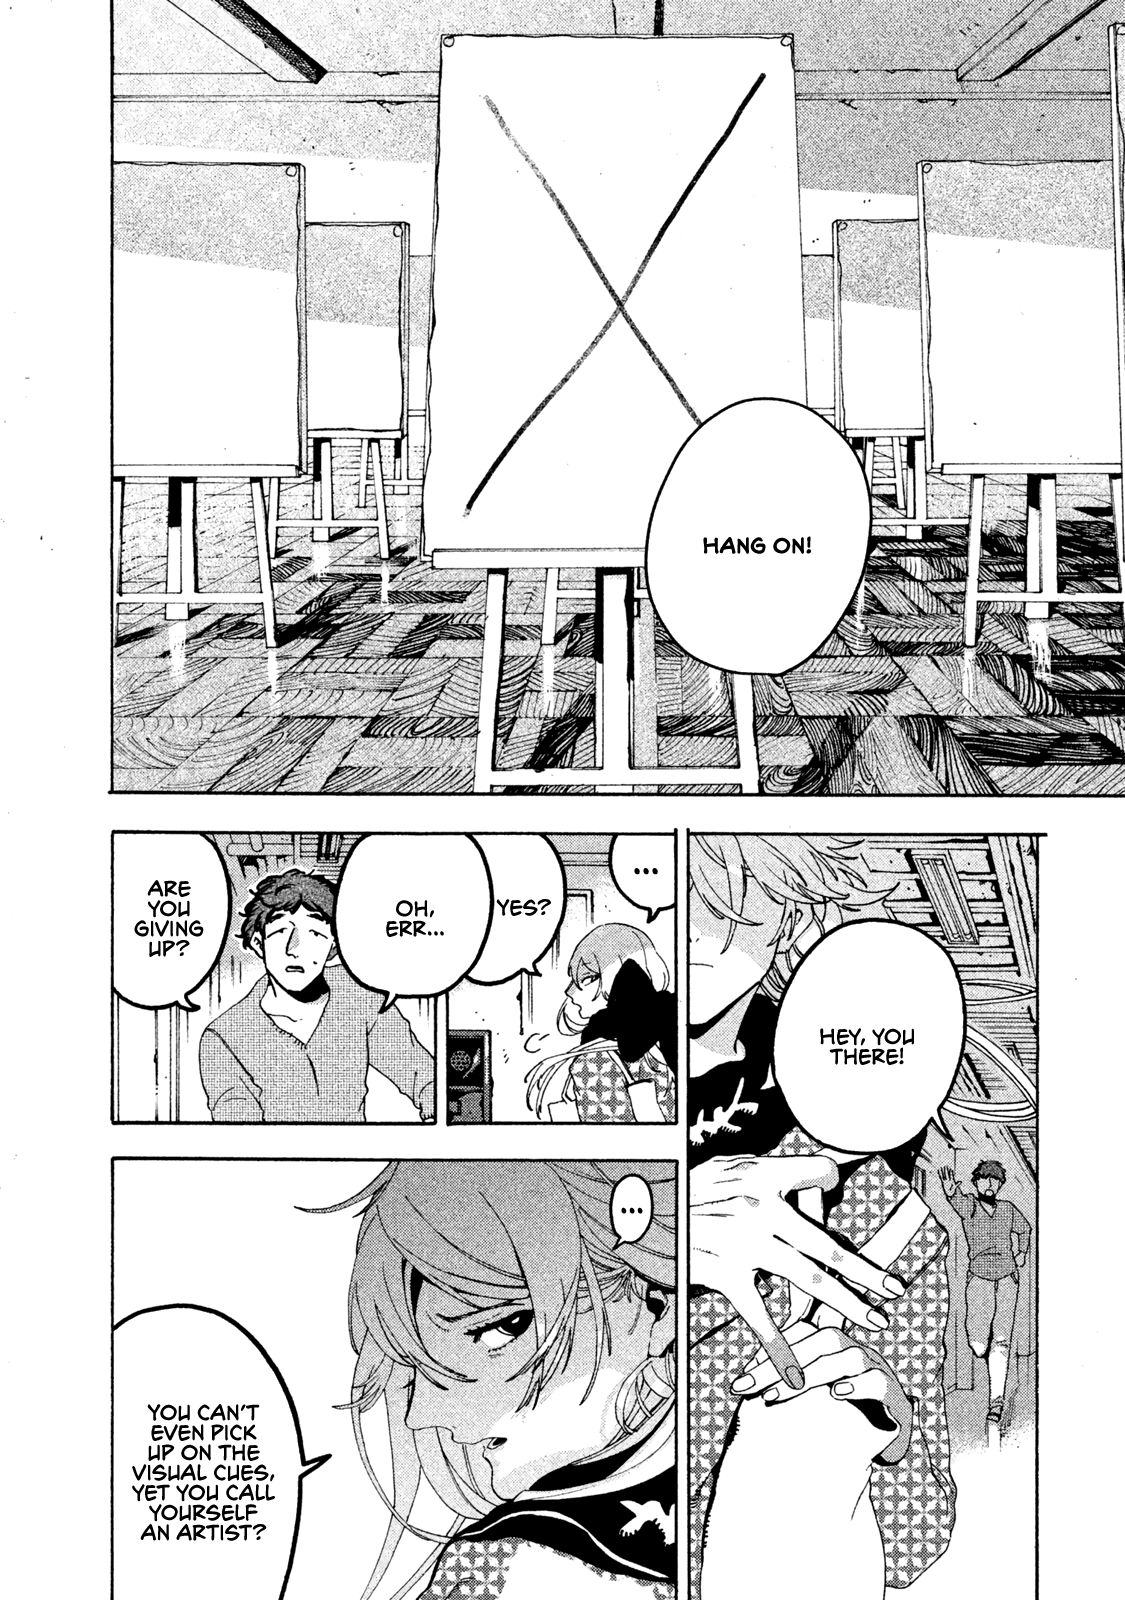 HANG ON!
HEY, YOU
THERE!
...
YES?
OH,
ERR...
ARE
YOU
GIVING
UP?
...
YOU CAN'T
EVEN PICK
UP ON THE
VISUAL CUES,
YET YOU CALL
YOURSELF
AN ARTIST?